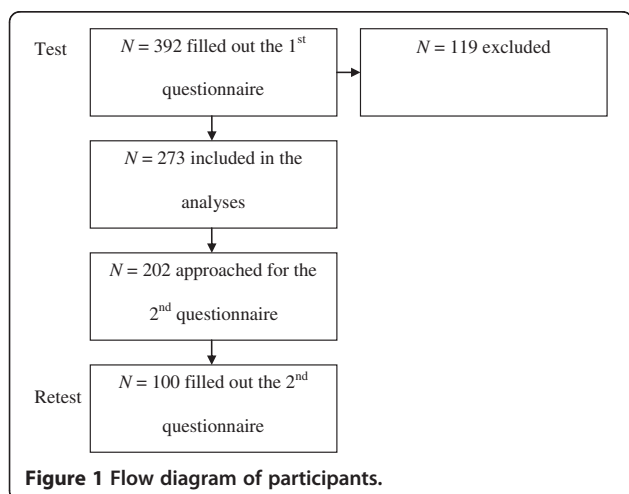 Test
N = 392 filled out the 1st
questionnaire
N = 119 excluded
N = 273 included in the
analyses
N = 202 approached for the
2nd questionnaire
Retest
N = 100 filled out the 2nd
questionnaire
Figure 1 Flow diagram of participants.